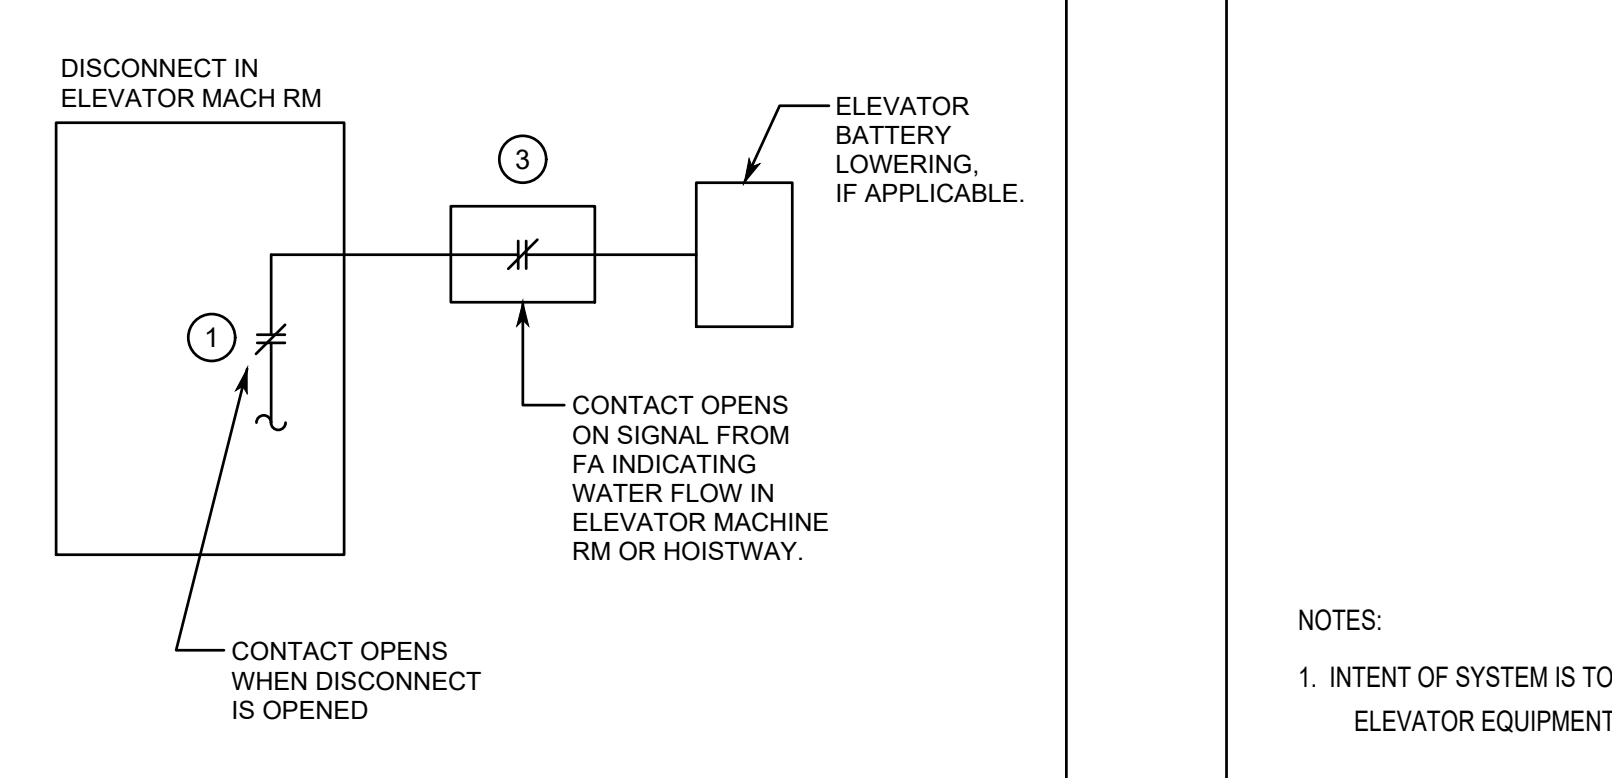 DISCONNECT IN
ELEVATOR MACH RM
3
ELEVATOR
BATTERY
LOWERING,
IF APPLICABLE.
1
CONTACT OPENS
ON SIGNAL FROM
FA INDICATING
WATER FLOW IN
ELEVATOR MACHINE
RM OR HOISTWAY.
CONTACT OPENS
WHEN DISCONNECT
IS OPENED
NOTES:
1. INTENT OF SYSTEM IS TO
ELEVATOR EQUIPMENT